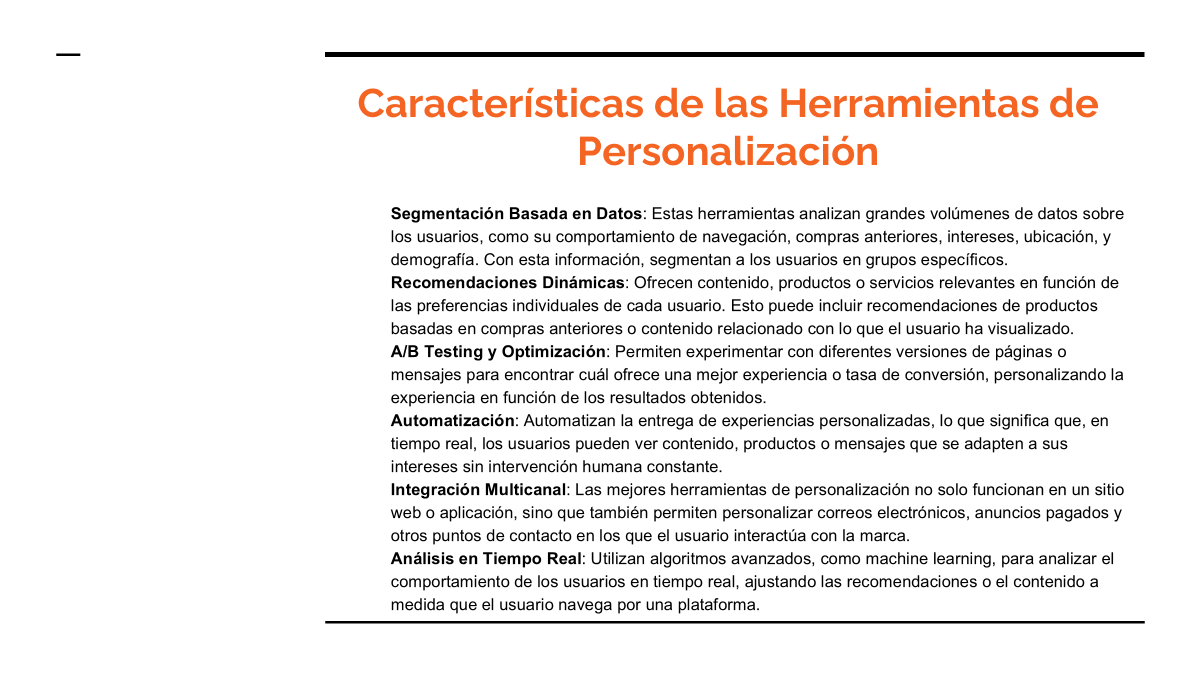 Características de las Herramientas de
Personalización
Segmentación Basada en Datos: Estas herramientas analizan grandes volúmenes de datos sobre
los usuarios, como su comportamiento de navegación, compras anteriores, intereses, ubicación, y
demografía. Con esta información, segmentan a los usuarios en grupos específicos.
Recomendaciones Dinámicas: Ofrecen contenido, productos o servicios relevantes en función de
las preferencias individuales de cada usuario. Esto puede incluir recomendaciones de productos
basadas en compras anteriores o contenido relacionado con lo que el usuario ha visualizado.
A/B Testing y Optimización: Permiten experimentar con diferentes versiones de páginas o
mensajes para encontrar cuál ofrece una mejor experiencia o tasa de conversión, personalizando la
experiencia en función de los resultados obtenidos.
Automatización: Automatizan la entrega de experiencias personalizadas, lo que significa que, en
tiempo real, los usuarios pueden ver contenido, productos o mensajes que se adapten a sus
intereses sin intervención humana constante.
Integración Multicanal: Las mejores herramientas de personalización no solo funcionan en un sitio
web o aplicación, sino que también permiten personalizar correos electrónicos, anuncios pagados y
otros puntos de contacto en los que el usuario interactúa con la marca.
Análisis en Tiempo Real: Utilizan algoritmos avanzados, como machine learning, para analizar el
comportamiento de los usuarios en tiempo real, ajustando las recomendaciones o el contenido a
medida que el usuario navega por una plataforma.